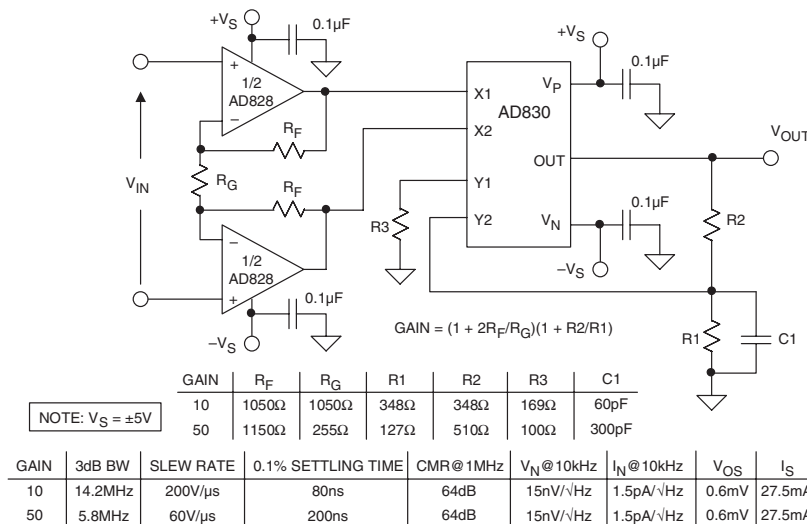 +VS
0.1µF
+
1/2
AD828
−
RF
RG
VIN
RF
−
1/2
AD828
+
0.1µF
−VS
+VS
0.1µF
X1
VP
AD830
X2
OUT
VOUT
Y1
0.1µF
R3
Y2
VN
R2
−VS
R1
C1
GAIN = (1 + 2RF/RG)(1 + R2/R1)
NOTE: VS = ±5V
GAIN RF RG R1 R2 R3 C1
10 1050Ω 1050Ω 348Ω 348Ω 169Ω 60pF
50 1150Ω 255Ω 127Ω 510Ω 100Ω 300pF
GAIN 3dB BW SLEW RATE 0.1% SETTLING TIME CMR@1MHz VN@10kHz IN@10kHz VOS IS
10 14.2MHz 200V/µs 80ns 64dB 15nV/√Hz 1.5pA/√Hz 0.6mV 27.5mA
50 5.8MHz 60V/µs 200ns 64dB 15nV/√Hz 1.5pA/√Hz 0.6mV 27.5mA